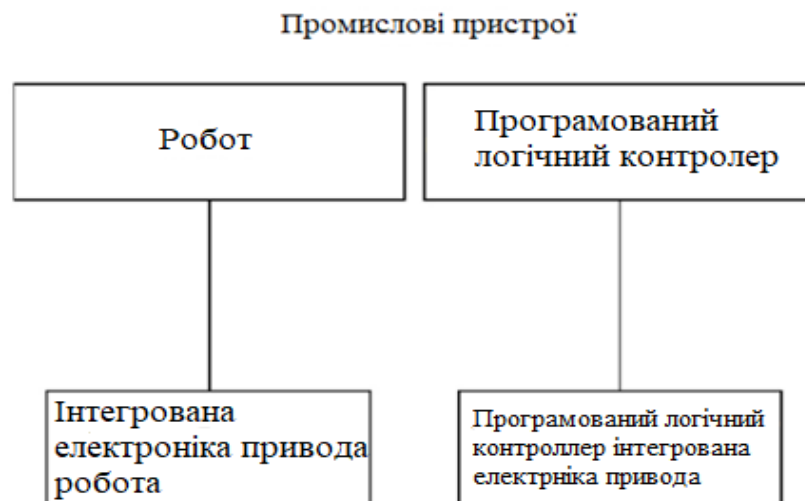 Промислові пристрої
Робот
Програмований
логічний контролер
Інтегрована
електроніка привода
робота
Програмований логічний
контроллер інтегрована
електрніка привода